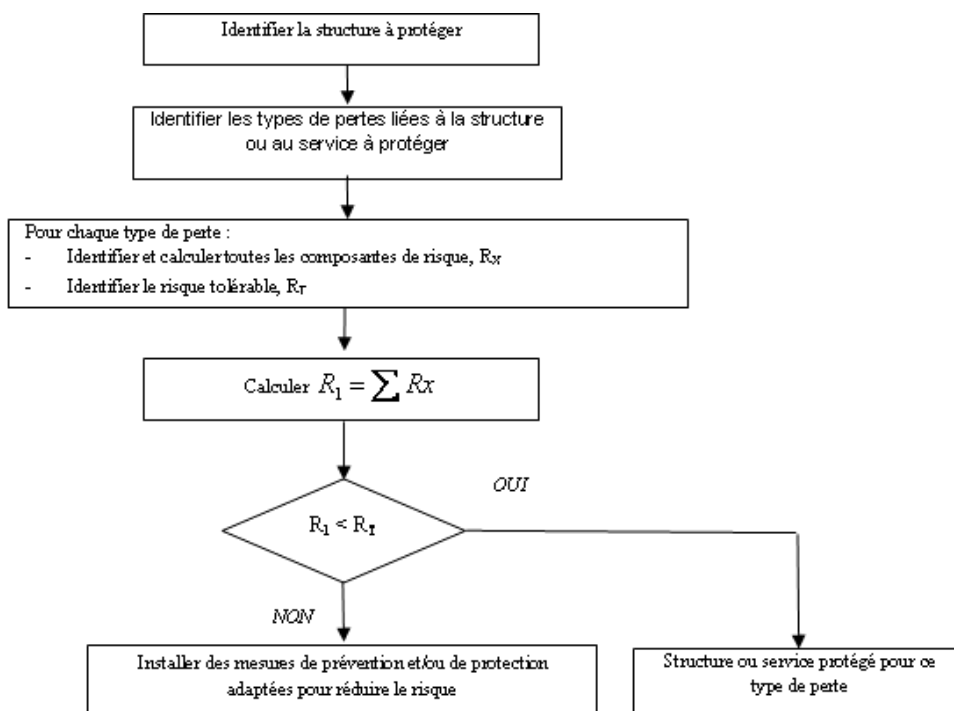 Identifier la structure à protéger
Identifier les types de pertes liées à la structure
ou au service à protéger
Pour chaque type de perte :
- Identifier et calculer toutes les composantes de risque, RX
- Identifier le risque tolérable, RT
Calculer R1 = ∑ Rx
OUI
R1 < RT
NON
Installer des mesures de prévention et/ou de protection
adaptées pour réduire le risque
Structure ou service protégé pour ce
type de perte